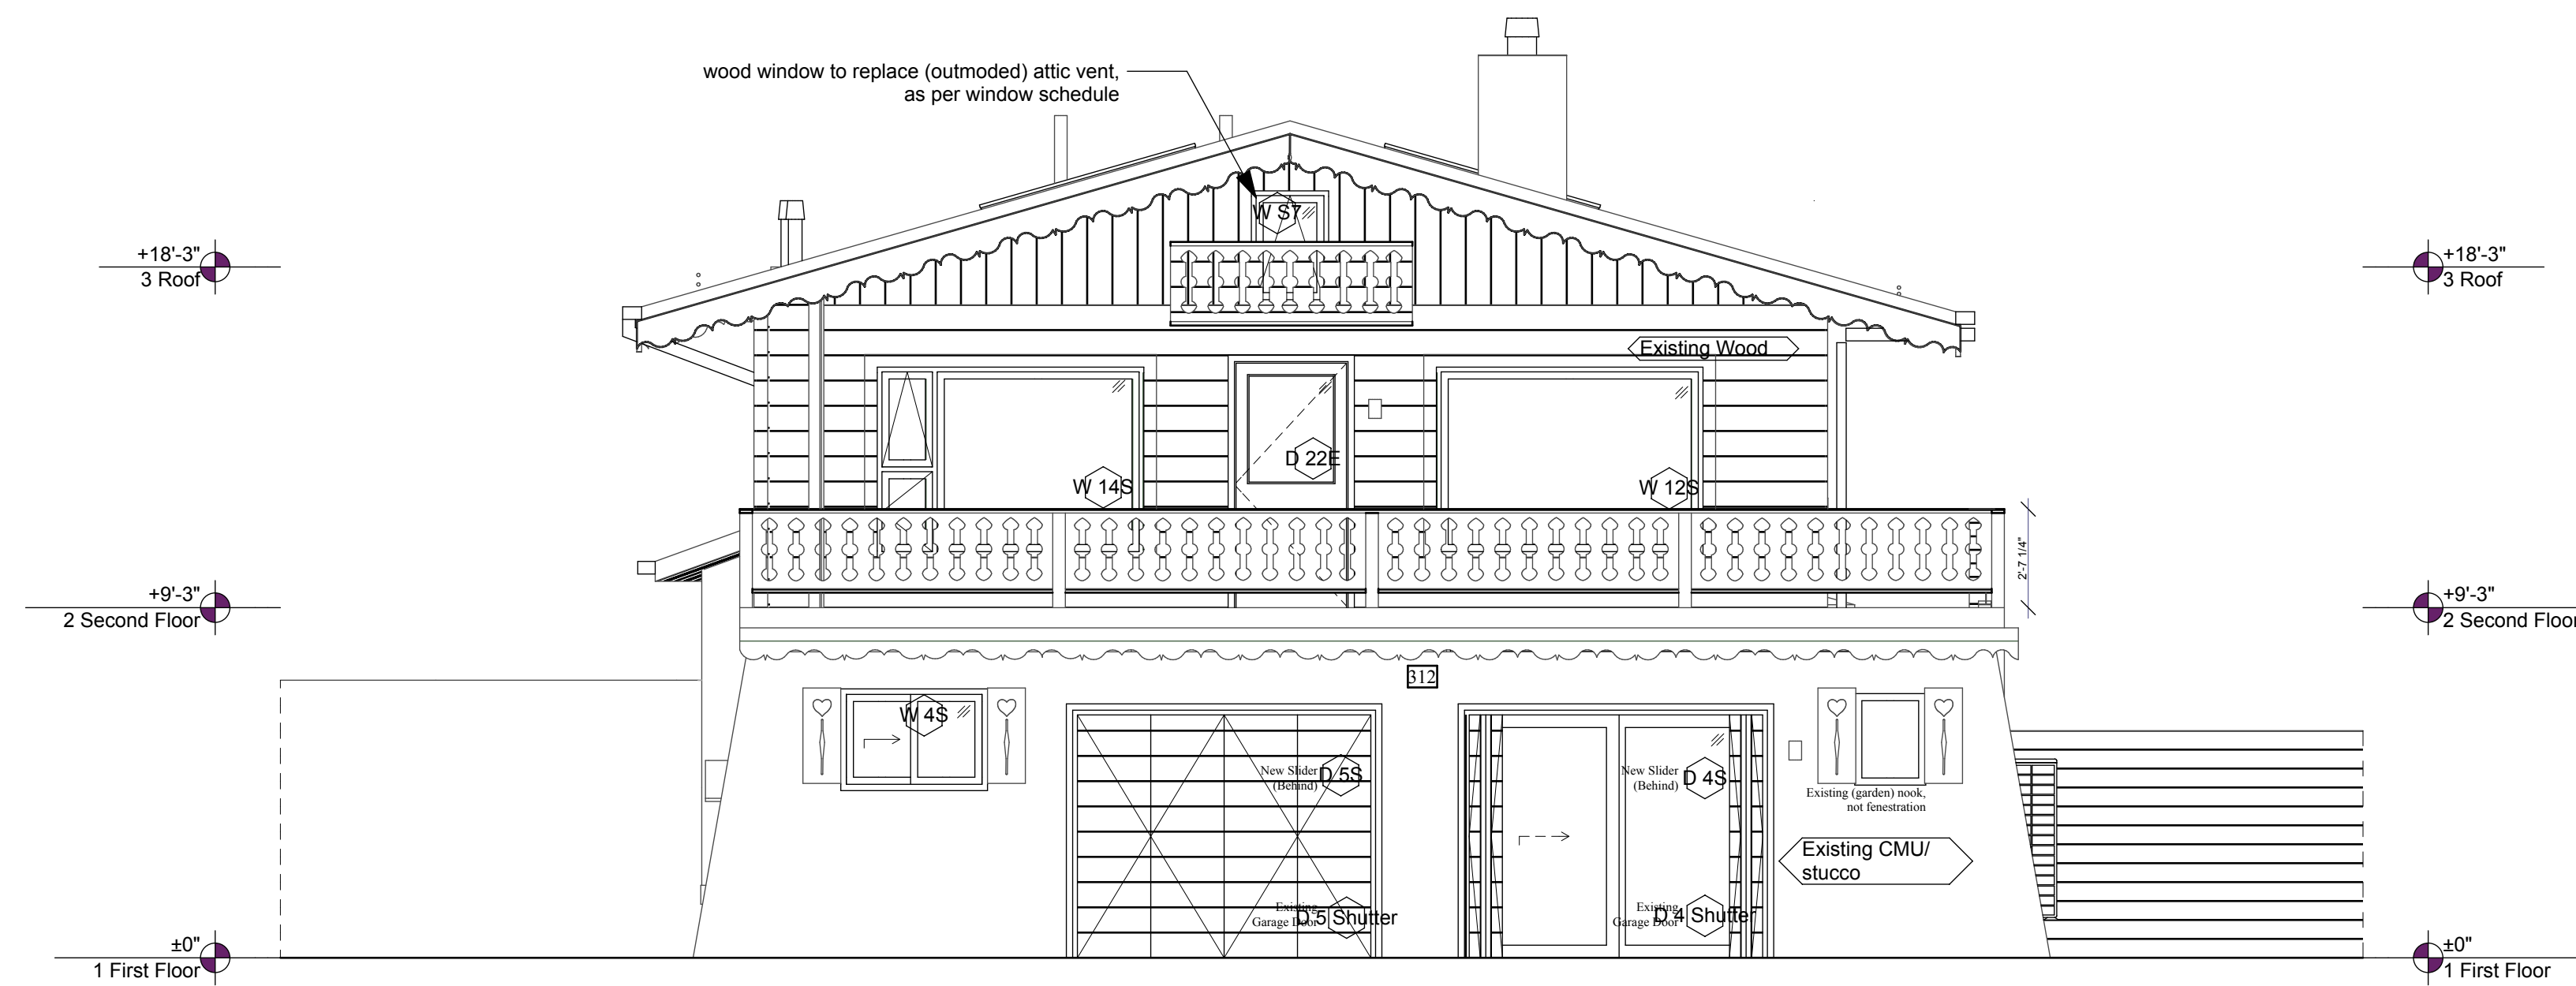 wood window to replace (outmoded) attic vent,
as per window schedule
W S7
+18'-3"
3 Roof
+18'-3"
3 Roof
Existing Wood
D 22E
W 14S
W 12S
2'-7 1/4"
+9'-3"
2 Second Floor
+9'-3"
2 Second Floor
312
W 4S
New Slider
(Behind)
D 5S
New Slider
(Behind)
D 4S
Existing (garden) nook,
not fenestration
Existing CMU/
stucco
Existing
Garage Door
D 5 Shutter
Existing
Garage Door
D 4 Shutter
±0"
1 First Floor
±0"
1 First Floor